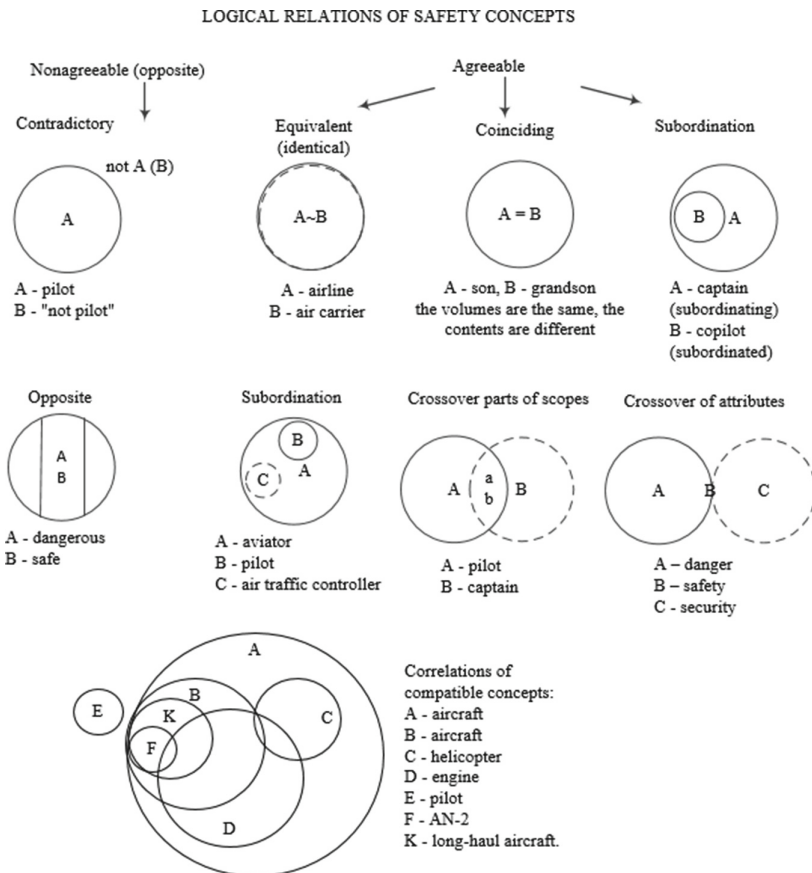 LOGICAL RELATIONS OF SAFETY CONCEPTS
Nonagreeable (opposite)
Agreeable
Contradictory
not A (B)
A
A - pilot
B - "not pilot"
Equivalent
(identical)
A~B
A - airline
B - air carrier
Coinciding
A = B
A - son, B - grandson
the volumes are the same, the
contents are different
Subordination
B A
A - captain
(subordinating)
B - copilot
(subordinated)
Opposite
A
B
A - dangerous
B - safe
Subordination
B
C A
A - aviator
B - pilot
C - air traffic controller
Crossover parts of scopes
A a B
b
A - pilot
B - captain
Crossover of attributes
A B C
A – danger
B – safety
C - security
A
B
E K C
F
D
Correlations of
compatible concepts:
A - aircraft
B - aircraft
C - helicopter
D - engine
E - pilot
F - AN-2
K - long-haul aircraft.